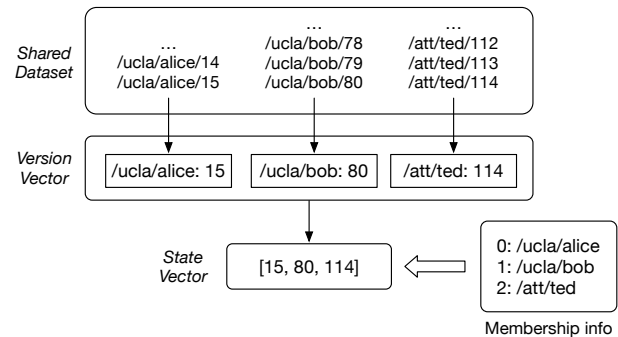 Shared
Dataset
...
/ucla/alice/14
/ucla/alice/15
...
/ucla/bob/78
/ucla/bob/79
/ucla/bob/80
...
/att/ted/112
/att/ted/113
/att/ted/114
Version
Vector
/ucla/alice: 15
/ucla/bob: 80
/att/ted: 114
State
Vector
[15, 80, 114]
0: /ucla/alice
1: /ucla/bob
2: /att/ted
Membership info